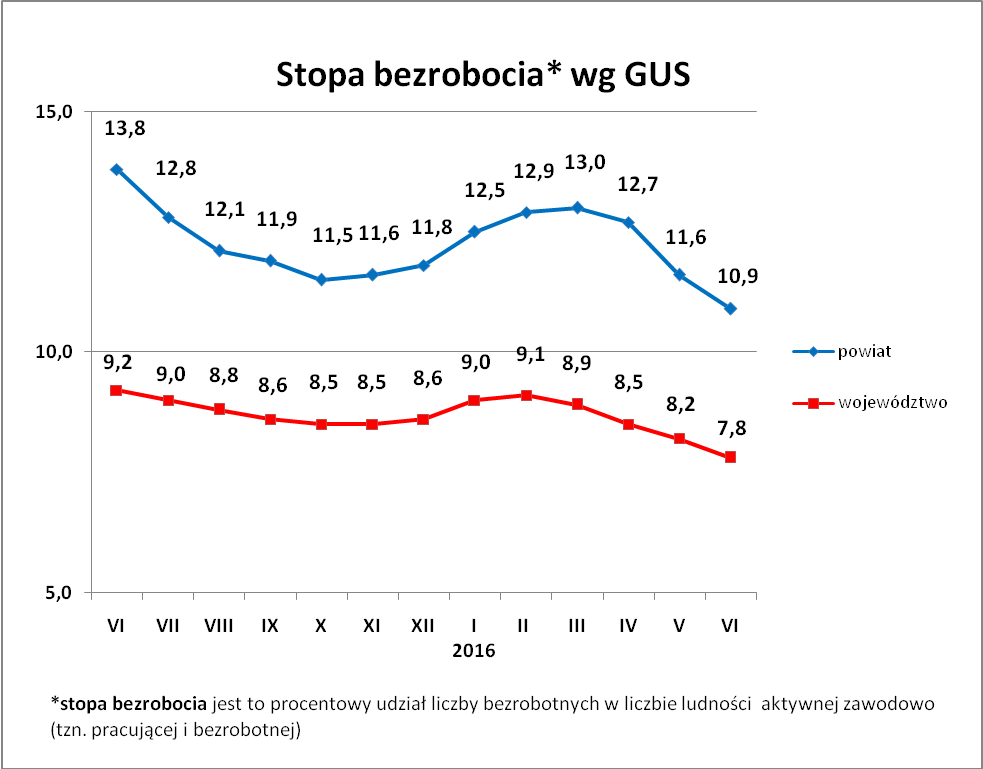 Stopa bezrobocia* wg GUS
15,0
13,8 12,8 12,1 11,9 11,5 11,6 11,8 12,5 12,9 13,0 12,7 11,6 10,9
10,0
9,2 9,0 8,8 8,6 8,5 8,5 8,6 9,0 9,1 8,9 8,5 8,2 7,8
powiat
województwo
5,0
VI VII VIII IX X XI XII I II III IV V VI
2016
*stopa bezrobocia jest to procentowy udział liczby bezrobotnych w liczbie ludności aktywnej zawodowo
(tzn. pracującej i bezrobotnej)